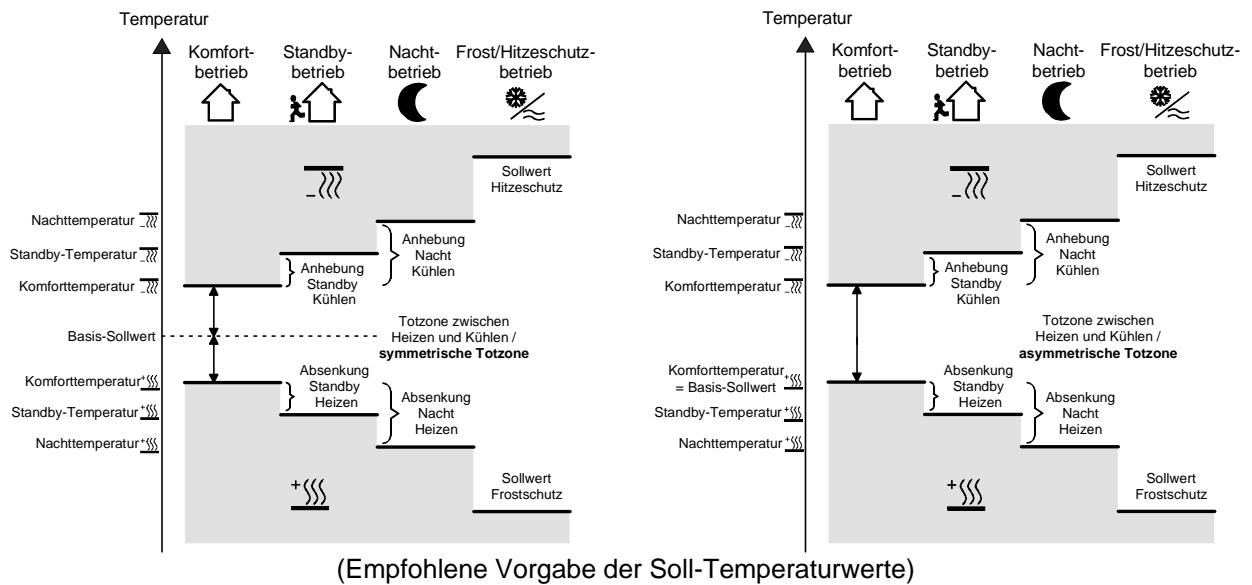 Temperatur
Komfort-
betrieb
Standby-
betrieb
Nacht-
betrieb
Frost/Hitzeschutz-
betrieb
Sollwert
Hitzeschutz
Nachttemperatur
Standby-Temperatur
Komforttemperatur
Anhebung
Standby
Kühlen
Anhebung
Nacht
Kühlen
Basis-Sollwert
Totzone zwischen
Heizen und Kühlen /
symmetrische Totzone
Komforttemperatur
Standby-Temperatur
Nachttemperatur
Absenkung
Standby
Heizen
Absenkung
Nacht
Heizen
Sollwert
Frostschutz
Temperatur
Komfort-
betrieb
Standby-
betrieb
Nacht-
betrieb
Frost/Hitzeschutz-
betrieb
Sollwert
Hitzeschutz
Nachttemperatur
Standby-Temperatur
Komforttemperatur
Anhebung
Standby
Kühlen
Anhebung
Nacht
Kühlen
Totzone zwischen
Heizen und Kühlen /
asymmetrische Totzone
Komforttemperatur
= Basis-Sollwert
Standby-Temperatur
Nachttemperatur
Absenkung
Standby
Heizen
Absenkung
Nacht
Heizen
Sollwert
Frostschutz
(Empfohlene Vorgabe der Soll-Temperaturwerte)